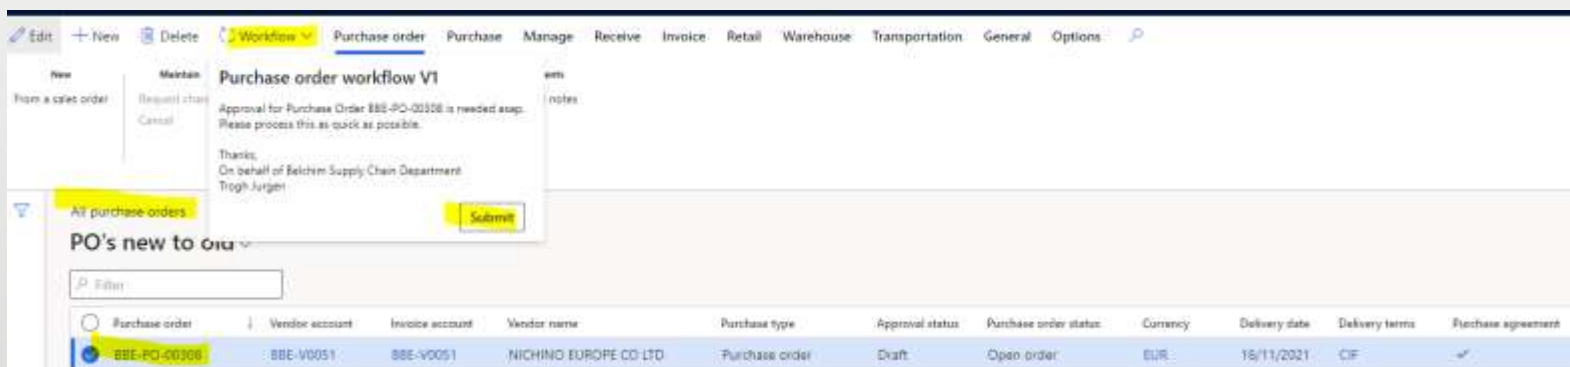 Edit New Delete Workflow Purchase order Purchase Manage Receive Invoice Retail Warehouse Transportation General Options
New Maintain
From a sales order Request notes
Cancel
Purchase order workflow V1
Approval for Purchase Order BBE-PO-00308 is needed asap.
Please process this as quick as possible.
Thanks,
On behalf of Belchim Supply Chain Department
Trogh Jurgen
Submit
All purchase orders
PO's new to old
Filter
Purchase order Vendor account Invoice account Vendor name Purchase type Approval status Purchase order status Currency Delivery date Delivery terms Purchase agreement
BBE-PO-00308 BBE-V0051 BBE-V0051 NICHINO EUROPE CO LTD Purchase order Draft Open order EUR 16/11/2021 CIF